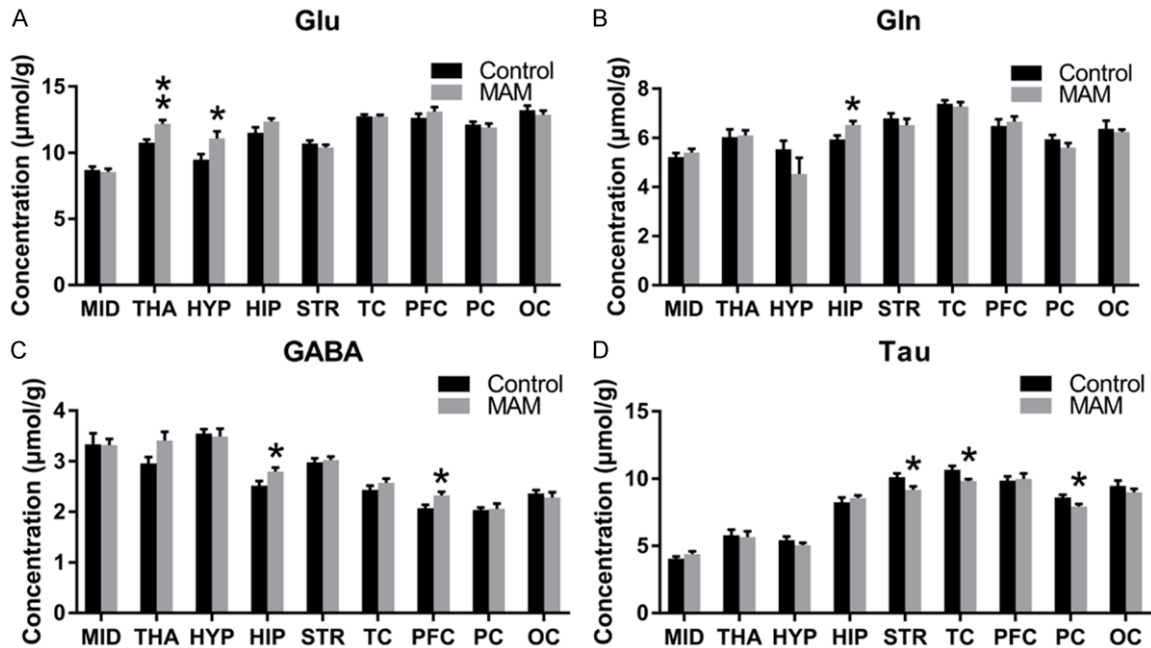 A
Glu
Concentration (μmol/g)
15
10
5
0
Control
MAM
*
*
*
MID THA HYP HIP STR TC PFC PC OC
B
Gln
Concentration (μmol/g)
8
6
4
2
0
Control
MAM
*
MID THA HYP HIP STR TC PFC PC OC
C
GABA
Concentration (μmol/g)
4
3
2
1
0
Control
MAM
*
*
MID THA HYP HIP STR TC PFC PC OC
D
Tau
Concentration (μmol/g)
15
10
5
0
Control
MAM
*
*
*
MID THA HYP HIP STR TC PFC PC OC